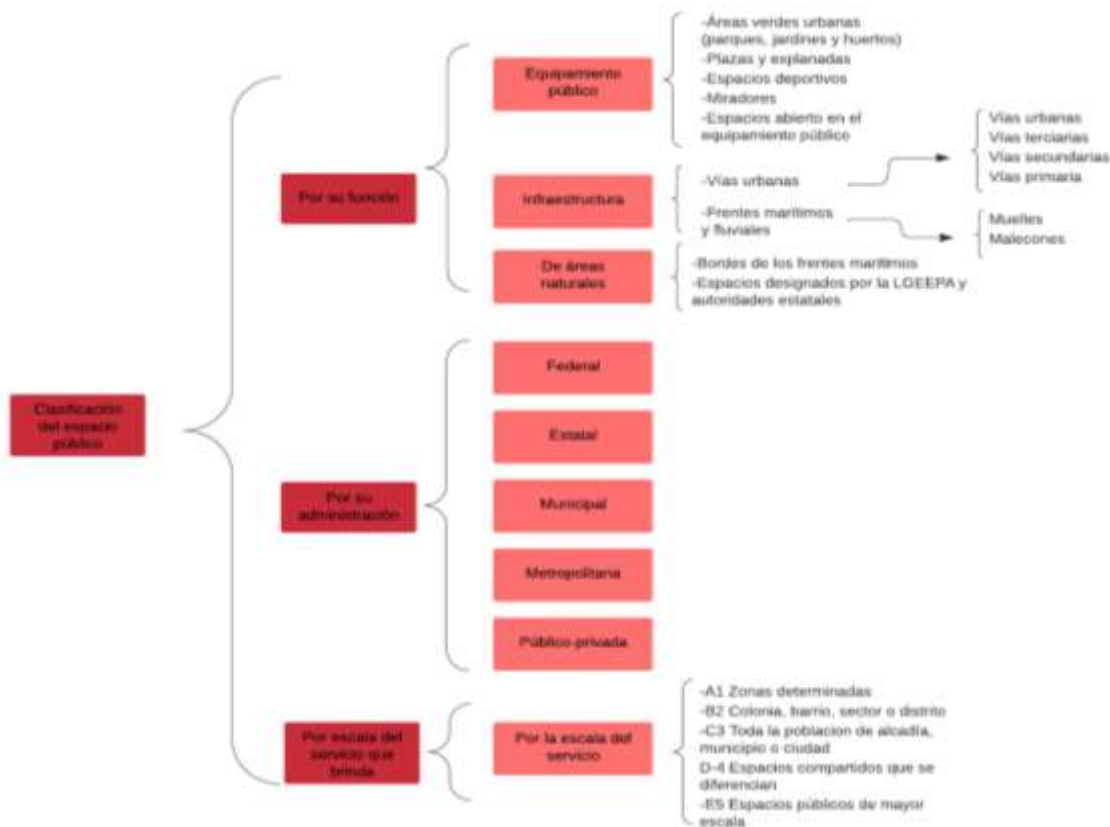 Clasificación
del espacio
público
Por su función
Equipamiento
público
-Áreas verdes urbanas
(parques, jardines y huertos)
-Plazas y explanadas
-Espacios deportivos
-Miradores
-Espacios abierto en el
equipamiento público
Infraestructura
-Vías urbanas
Vías urbanas
Vías terciarias
Vías secundarias
Vías primaria
-Frentes marítimos
y fluviales
Muelles
Malecones
De áreas
naturales
-Bordes de los frentes marítimos
-Espacios designados por la LGEEPA y
autoridades estatales
Por su
administración
Federal
Estatal
Municipal
Metropolitana
Público-privada
Por escala del
servicio que
brinda
Por la escala del
servicio
-A1 Zonas determinadas
-B2 Colonia, barrio, sector o distrito
-C3 Toda la poblacion de alcadía,
municipio o ciudad
D-4 Espacios compartidos que se
diferencian
-E5 Espacios públicos de mayor
escala